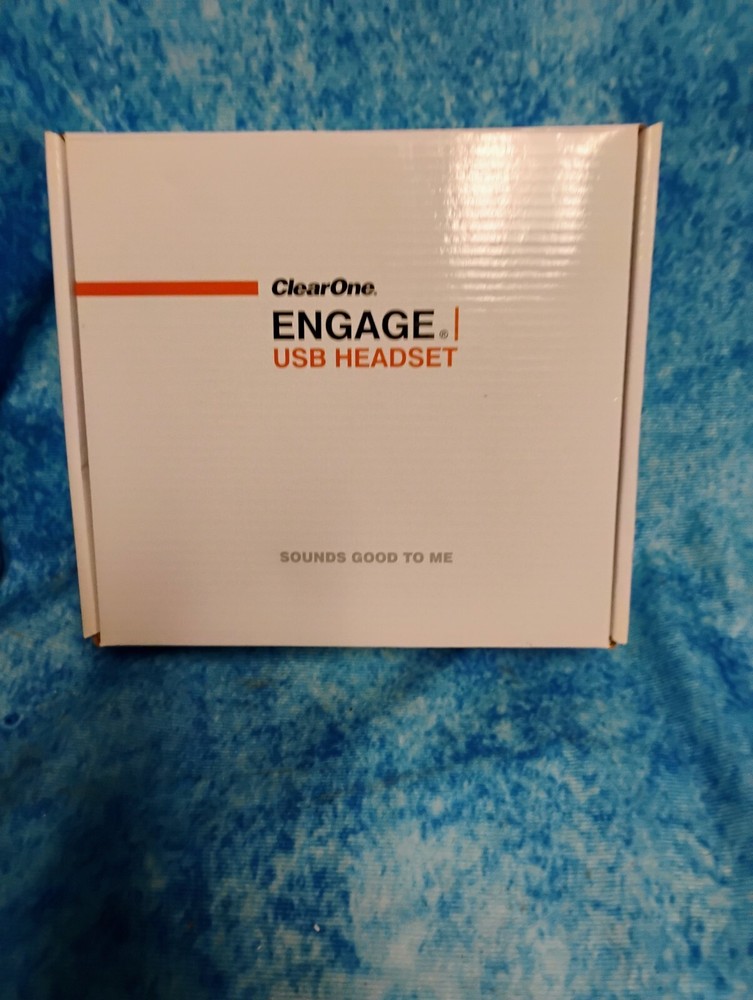 ClearOne.
ENGAGE® |
USB HEADSET
SOUNDS GOOD TO ME